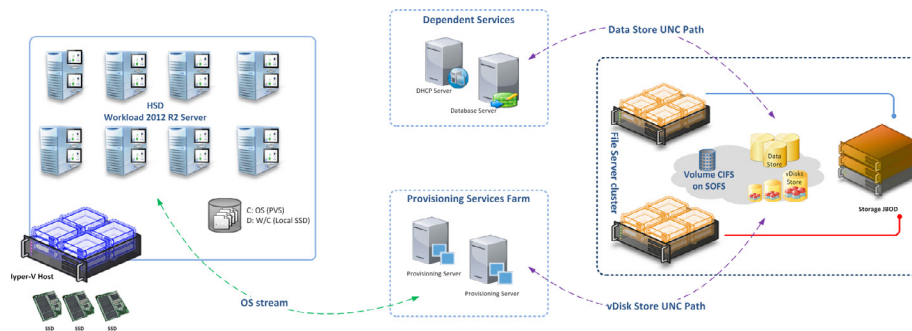 Dependent Services
DHCP Server
Database Server
Data Store UNC Path
HSD
Workload 2012 R2 Server
C: OS (PVS)
D: W/C (Local SSD)
Hyper-V Host
SSD
SSD
SSD
OS stream
Provisioning Services Farm
Provisioning Server
Provisioning Server
vDisk Store UNC Path
File Server cluster
Volume CIFS
on SOFS
Data
Store
vDisks
Store
Storage JBOD